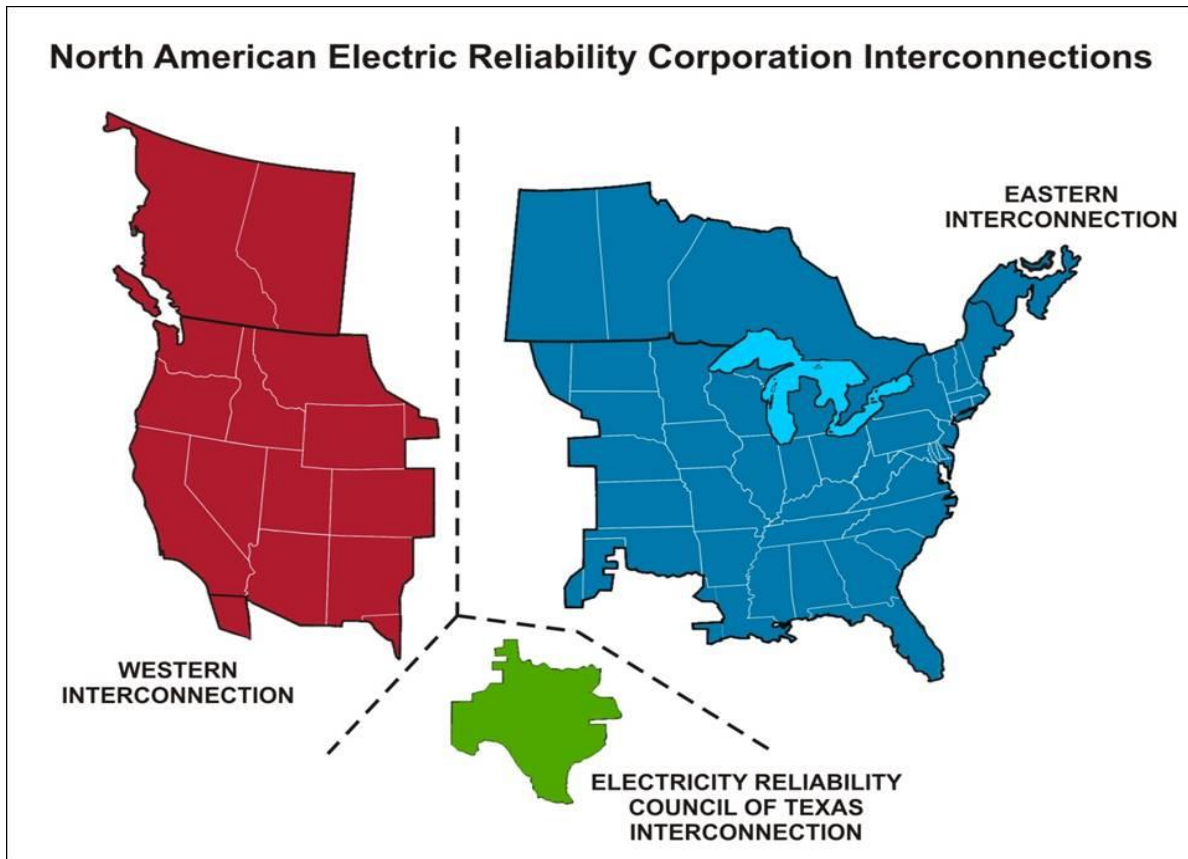 North American Electric Reliability Corporation Interconnections
EASTERN
INTERCONNECTION
WESTERN
INTERCONNECTION
ELECTRICITY RELIABILITY
COUNCIL OF TEXAS
INTERCONNECTION